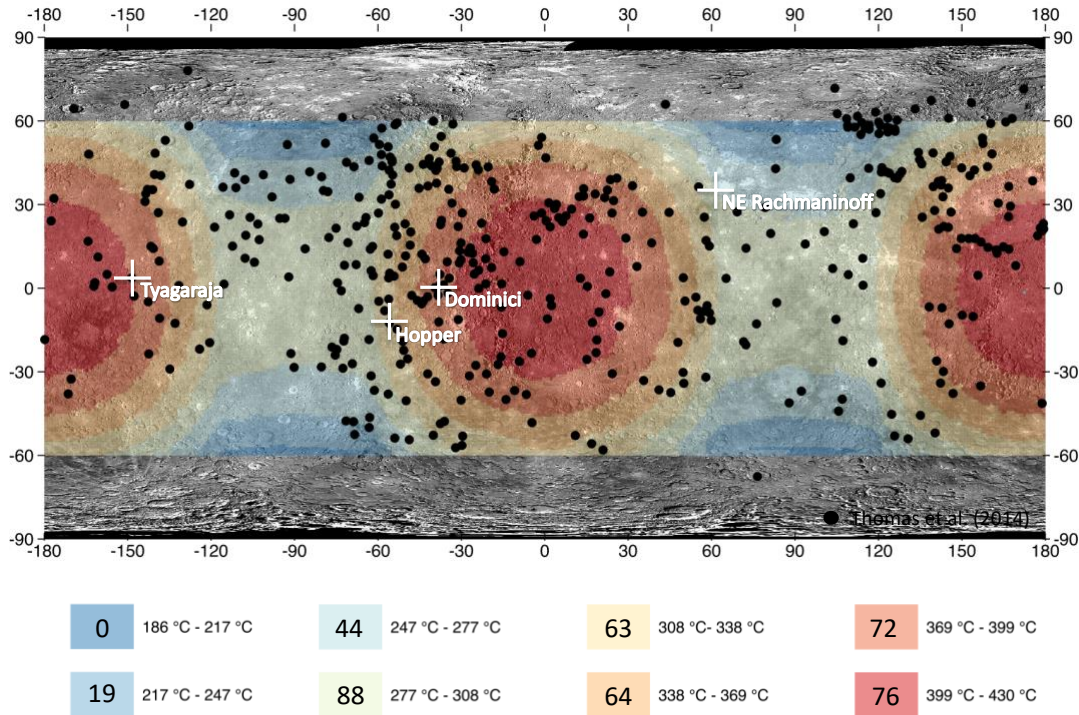 -180 -150 -120 -90 -60 -30 0 30 60 90 120 150 180
90 90
60 60
30 30
NE Rachmaninoff
0 0
Tyagaraja
Dominici
Hopper
-30 -30
-60 -60
Thomas et al. (2014)
-90 -90
-180 -150 -120 -90 -60 -30 0 30 60 90 120 150 180
0 186 °C - 217 °C 44 247 °C - 277 °C 63 308 °C- 338 °C 72 369 °C - 399 °C
19 217 °C - 247 °C 88 277 °C - 308 °C 64 338 °C - 369 °C 76 399 °C - 430 °C